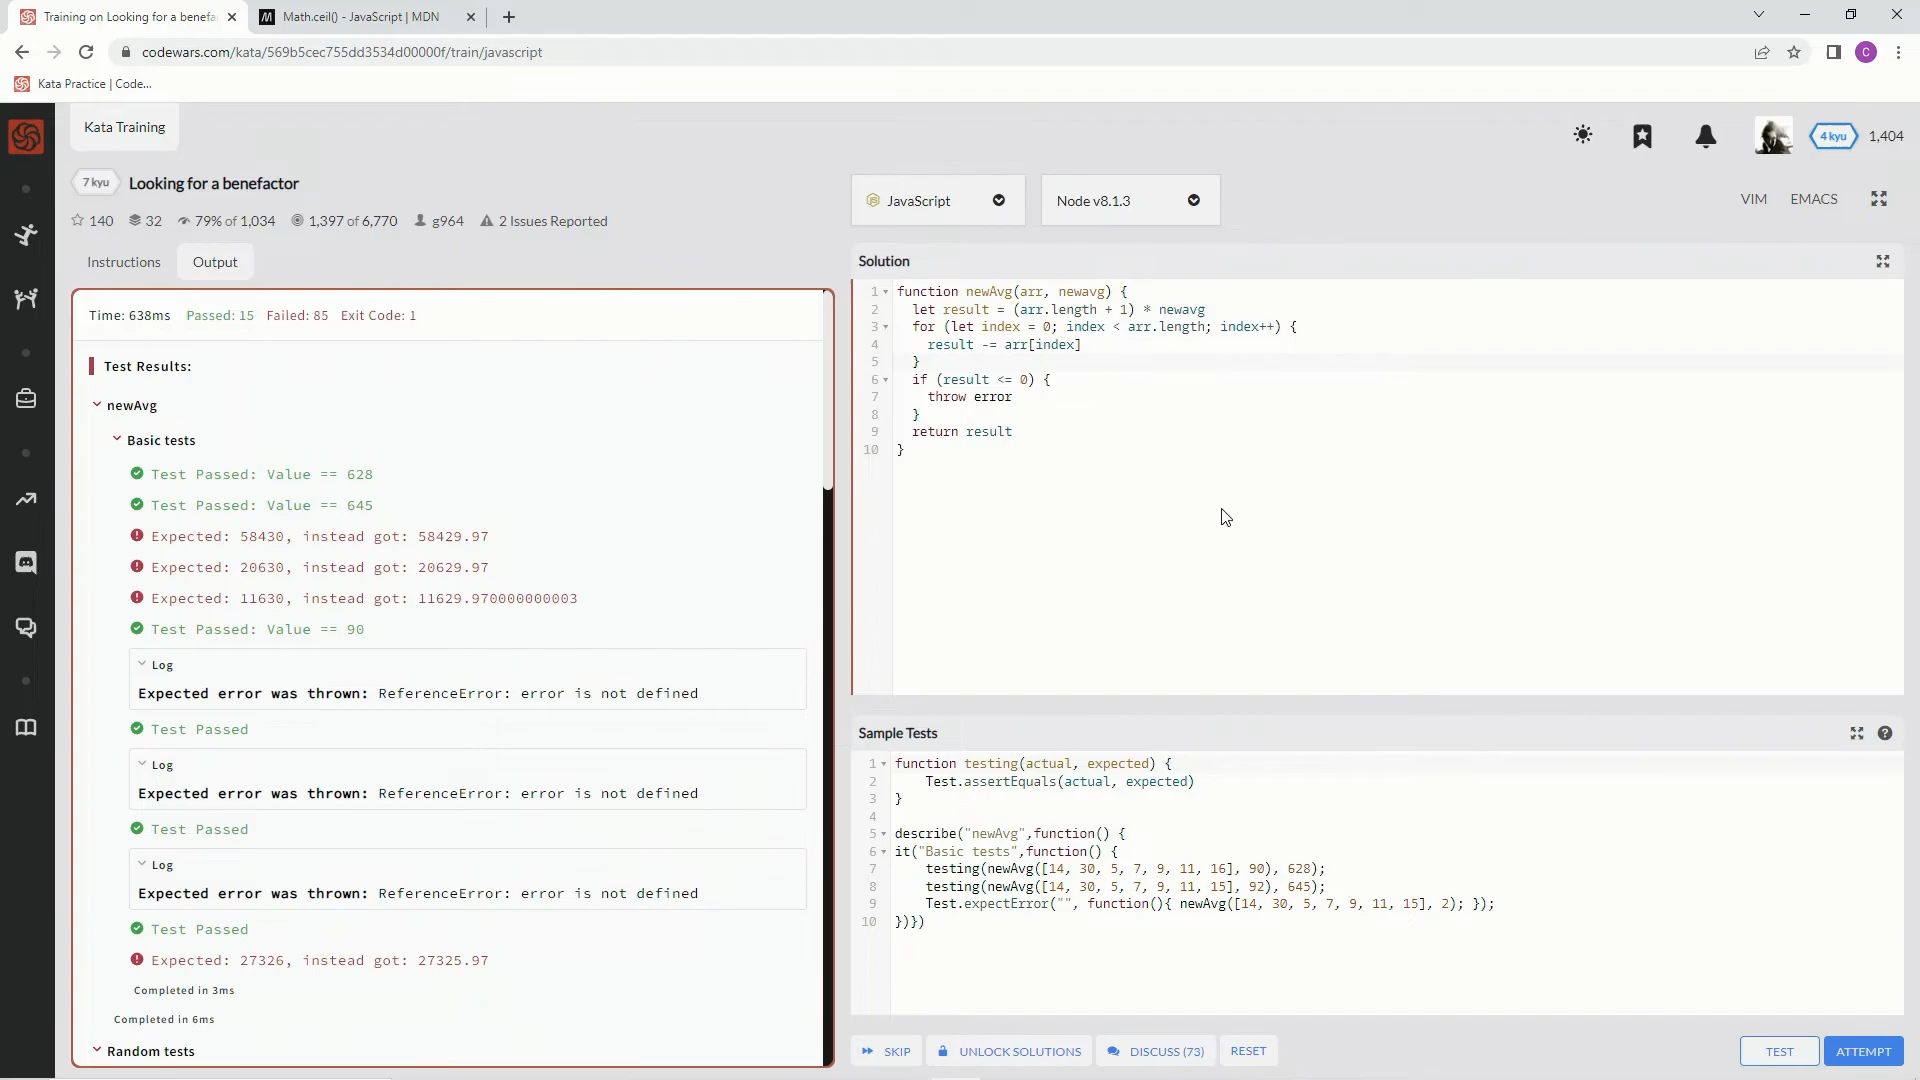 Training on Looking for a benefa
Math.ceil() - JavaScript | MDN
codewars.com/kata/569b5cec755dd3534d00000f/train/javascript
C
Kata Practice | Code...
Kata Training
4 kyu
1,404
7 kyu
Looking for a benefactor
140
32
79% of 1,034
1,397 of 6,770
g964
2 Issues Reported
JavaScript
Node v8.1.3
VIM
EMACS
Instructions
Output
Time: 638ms Passed: 15 Failed: 85 Exit Code: 1
Test Results:
newAvg
Basic tests
Test Passed: Value == 628
Test Passed: Value == 645
Expected: 58430, instead got: 58429.97
Expected: 20630, instead got: 20629.97
Expected: 11630, instead got: 11629.970000000003
Test Passed: Value == 90
Log
Expected error was thrown: ReferenceError: error is not defined
Test Passed
Log
Expected error was thrown: ReferenceError: error is not defined
Test Passed
Log
Expected error was thrown: ReferenceError: error is not defined
Test Passed
Expected: 27326, instead got: 27325.97
Completed in 3ms
Completed in 6ms
Random tests
Solution
1 function newAvg(arr, newavg) {
2 let result = (arr.length + 1) * newavg
3 for (let index = 0; index < arr.length; index++) {
4 result -= arr[index]
5 }
6 if (result <= 0) {
7 throw error
8 }
9 return result
10 }
Sample Tests
1 function testing(actual, expected) {
2 Test.assertEquals(actual, expected)
3 }
4
5 describe("newAvg",function() {
6 it("Basic tests",function() {
7 testing(newAvg([14, 30, 5, 7, 9, 11, 16], 90), 628);
8 testing(newAvg([14, 30, 5, 7, 9, 11, 15], 92), 645);
9 Test.expectError("", function(){ newAvg([14, 30, 5, 7, 9, 11, 15], 2); });
10 })})
SKIP
UNLOCK SOLUTIONS
DISCUSS (73)
RESET
TEST
ATTEMPT